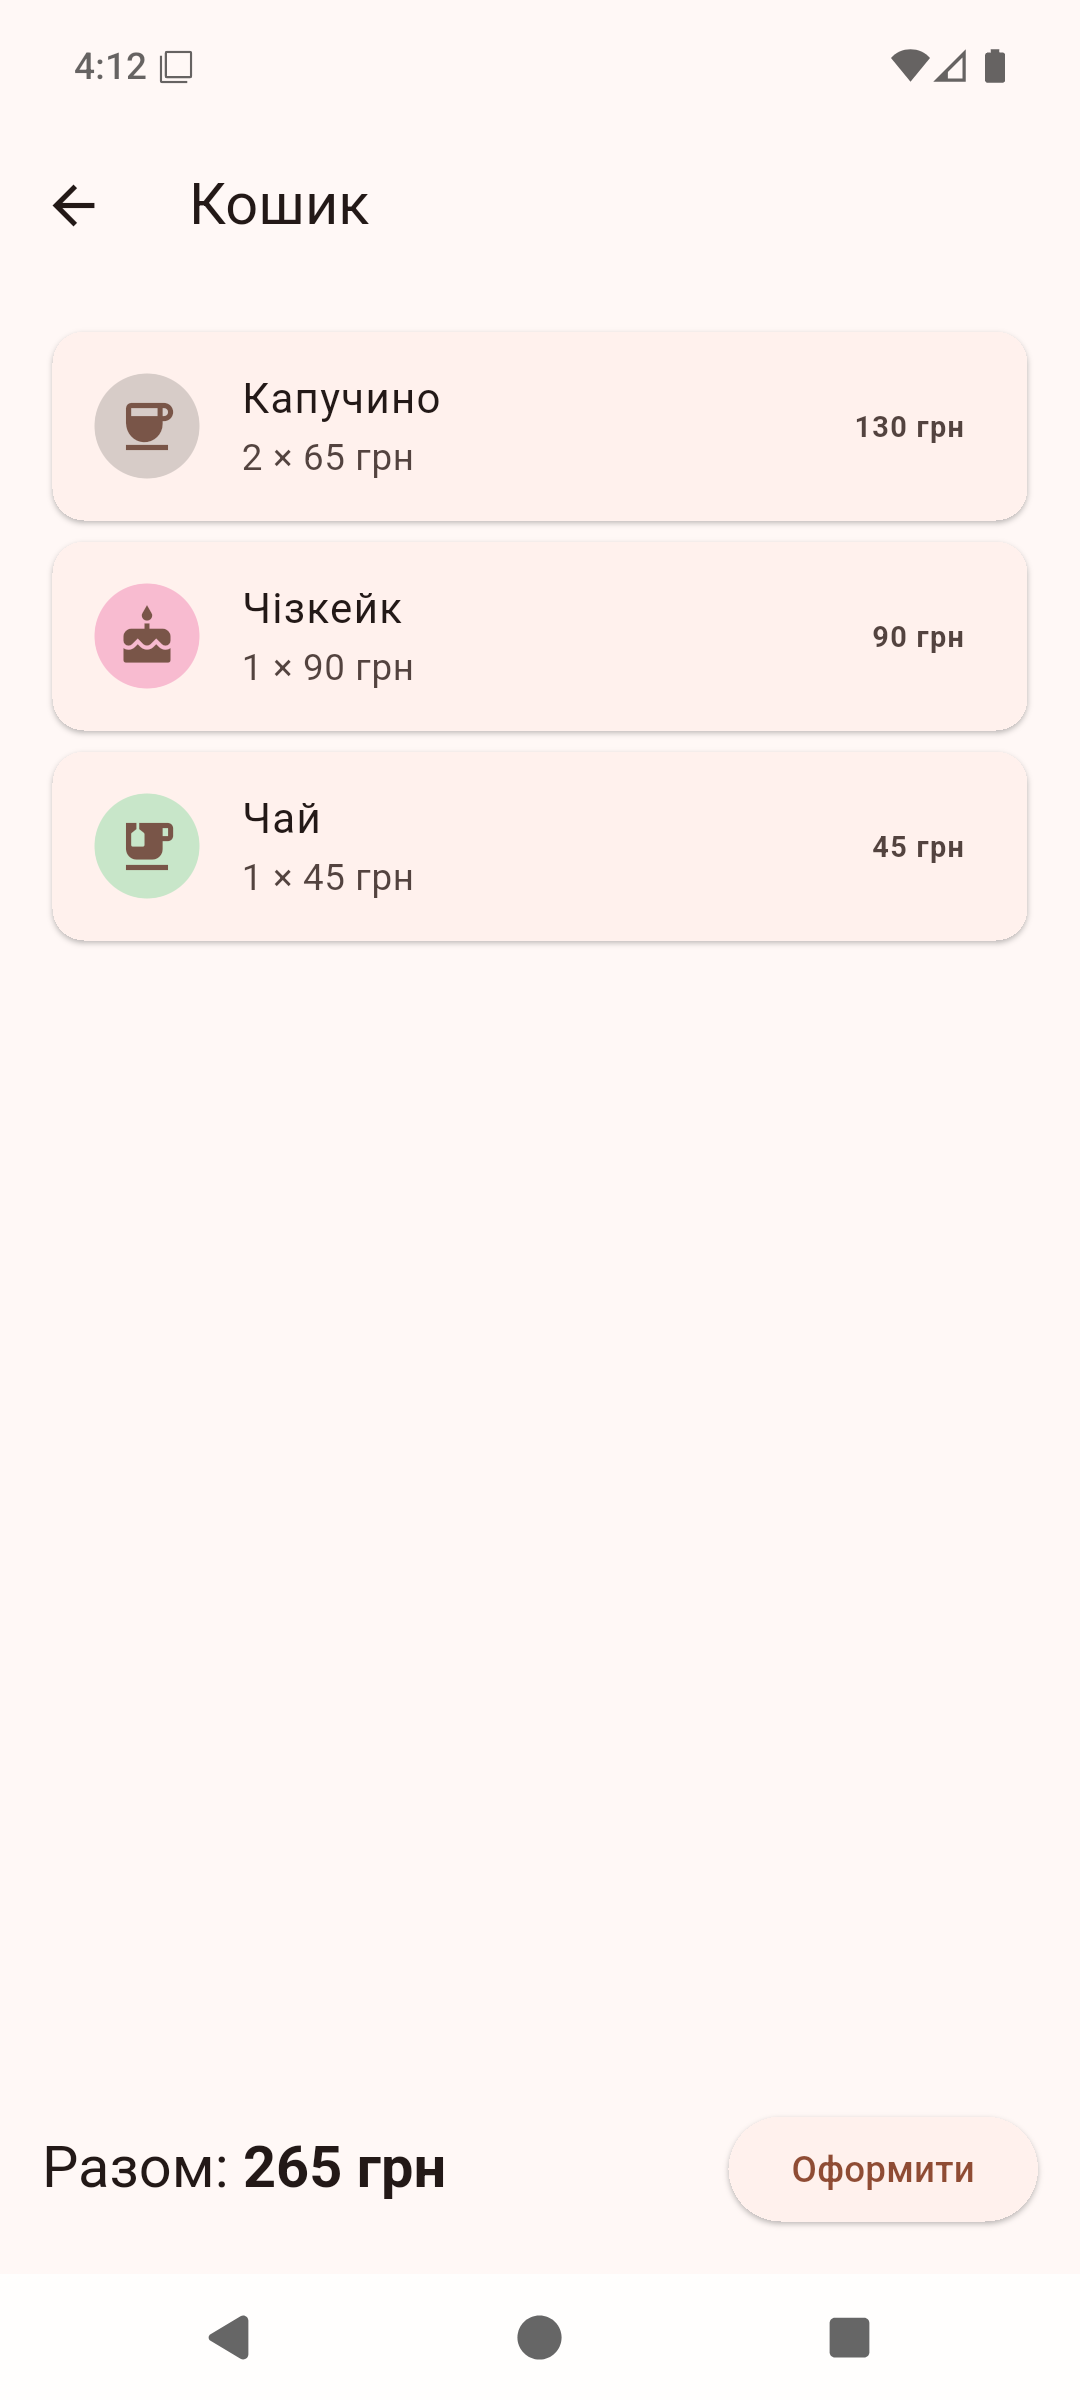 4:12
Кошик
Капучино
2 × 65 грн
130 грн
Чізкейк
1 × 90 грн
90 грн
Чай
1 × 45 грн
45 грн
Разом: 265 грн
Оформити